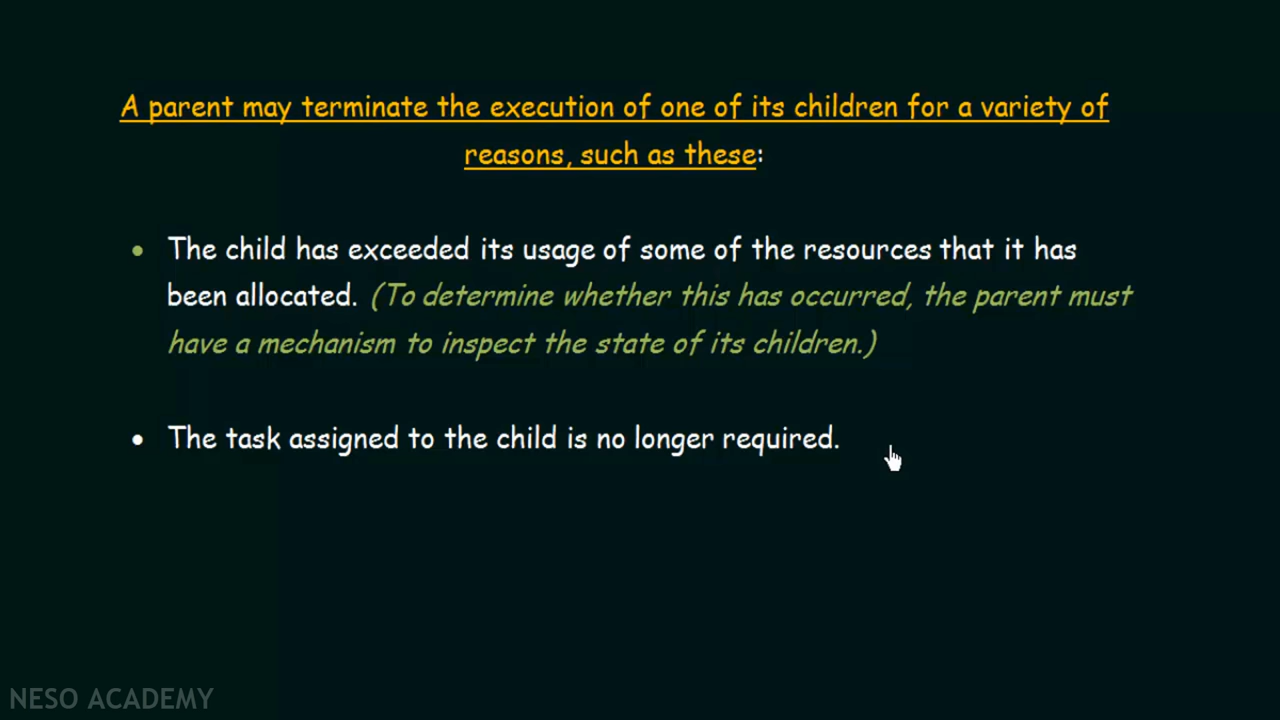 A parent may terminate the execution of one of its children for a variety of
reasons, such as these:
• The child has exceeded its usage of some of the resources that it has
been allocated. (To determine whether this has occurred, the parent must
have a mechanism to inspect the state of its children.)
• The task assigned to the child is no longer required.
NESO ACADEMY